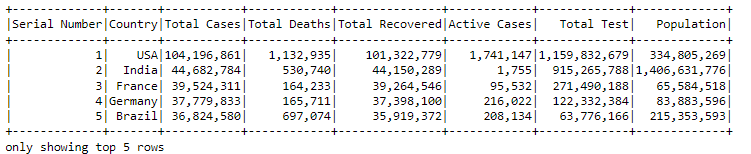 +-------------+-------+-----------+------------+---------------+------------+-------------+-------------+
|Serial Number|Country|Total Cases|Total Deaths|Total Recovered|Active Cases|   Total Test|   Population|
+-------------+-------+-----------+------------+---------------+------------+-------------+-------------+
|            1|    USA|104,196,861|   1,132,935|    101,322,779|   1,741,147|1,159,832,679|  334,805,269|
|            2|  India| 44,682,784|     530,740|     44,150,289|       1,755|  915,265,788|1,406,631,776|
|            3| France| 39,524,311|     164,233|     39,264,546|      95,532|  271,490,188|   65,584,518|
|            4|Germany| 37,779,833|     165,711|     37,398,100|     216,022|  122,332,384|   83,883,596|
|            5| Brazil| 36,824,580|     697,074|     35,919,372|     208,134|   63,776,166|  215,353,593|
+-------------+-------+-----------+------------+---------------+------------+-------------+-------------+
only showing top 5 rows